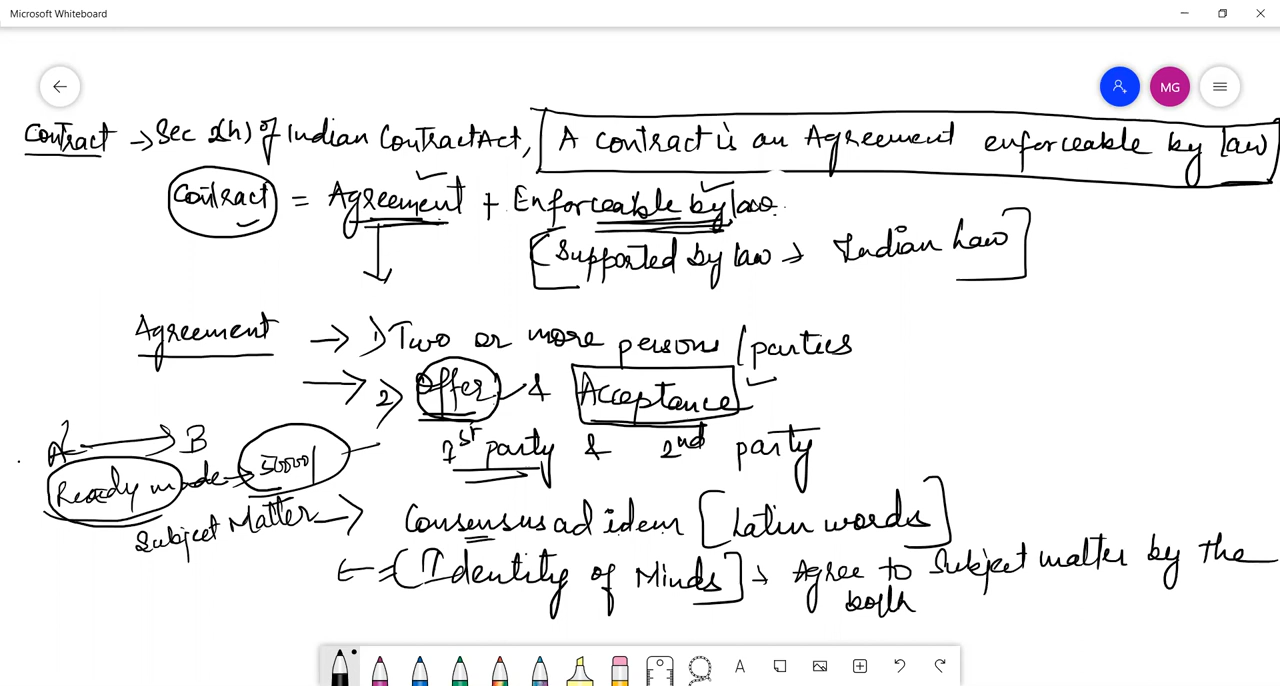 Microsoft Whiteboard
MG
Contract → Sec 2(h) of Indian Contract Act, A contract is an Agreement enforceable by law
Contract = Agreement + Enforceable by law.
[Supported by law → Indian Law]
Agreement → 1) Two or more persons / parties
→ 2) Offer & Acceptance
1st party & 2nd party
A → B
Ready made → 50000/
Subject Matter → Consensus ad idem [Latin words]
(Identity of Minds] → Agree to Subject matter by the
both
A